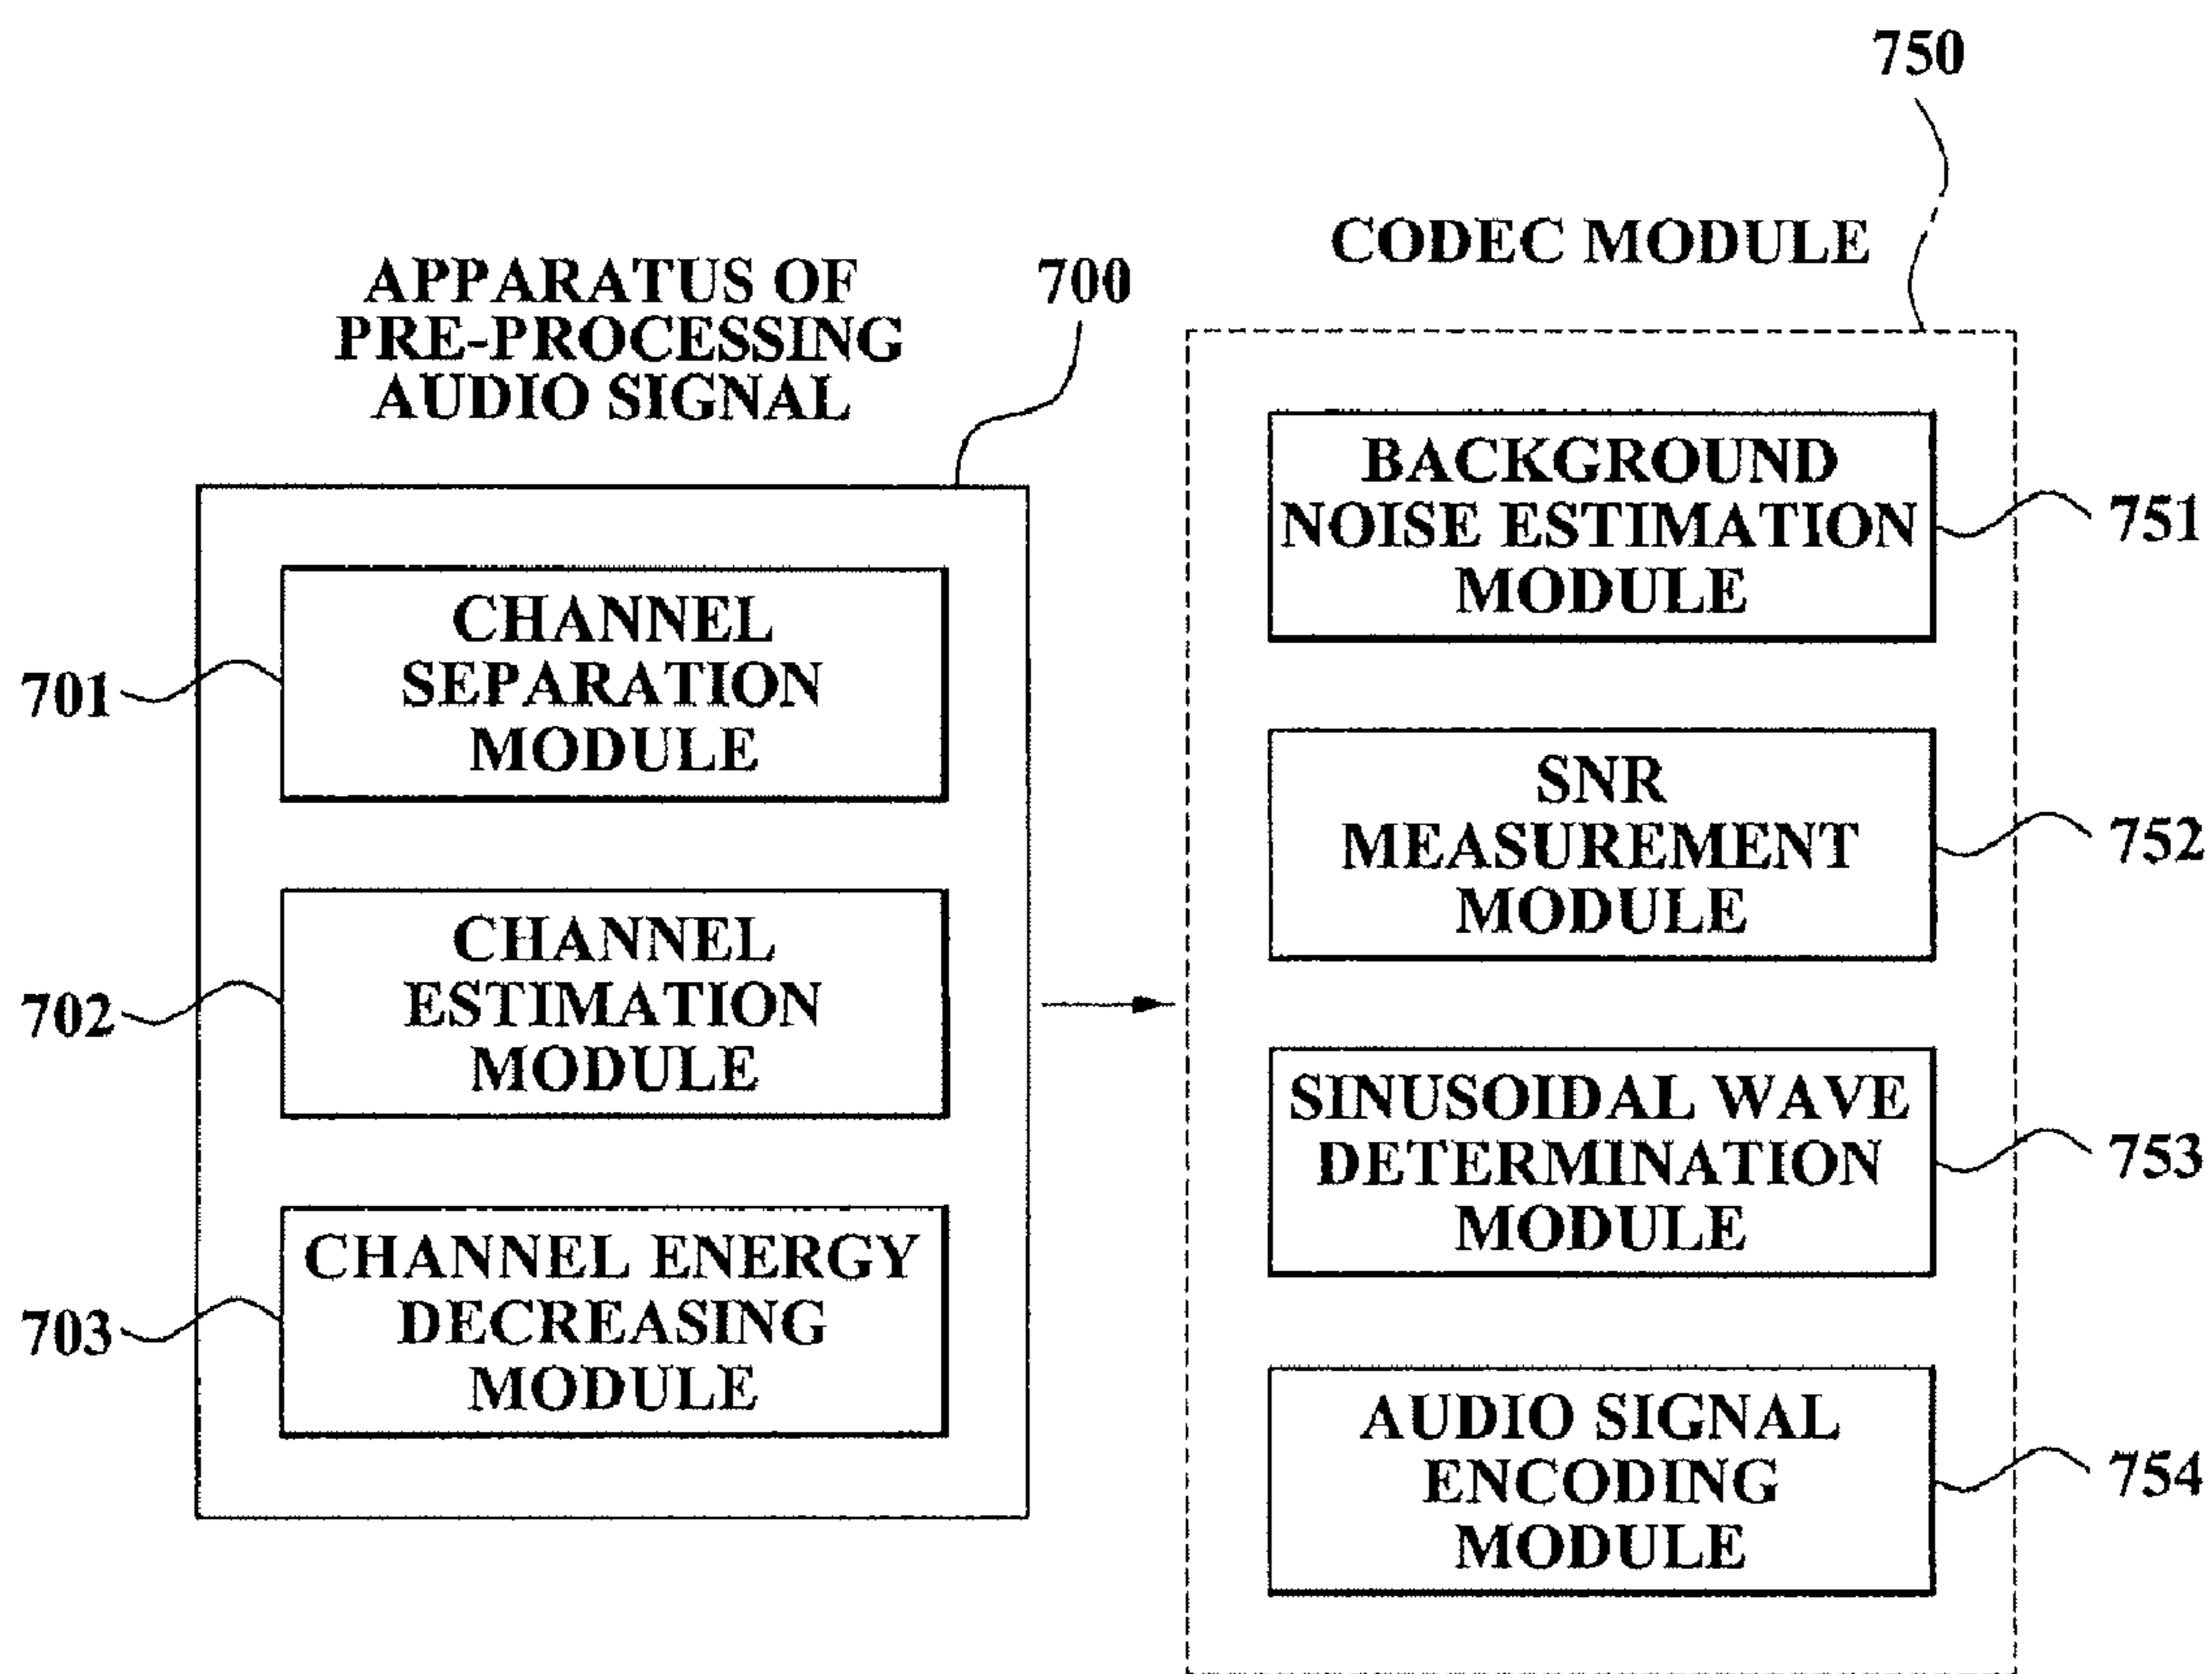 APPARATUS OF
PRE-PROCESSING
AUDIO SIGNAL
700
701
CHANNEL
SEPARATION
MODULE
702
CHANNEL
ESTIMATION
MODULE
703
CHANNEL ENERGY
DECREASING
MODULE
750
CODEC MODULE
BACKGROUND
NOISE ESTIMATION
MODULE
751
SNR
MEASUREMENT
MODULE
752
SINUSOIDAL WAVE
DETERMINATION
MODULE
753
AUDIO SIGNAL
ENCODING
MODULE
754